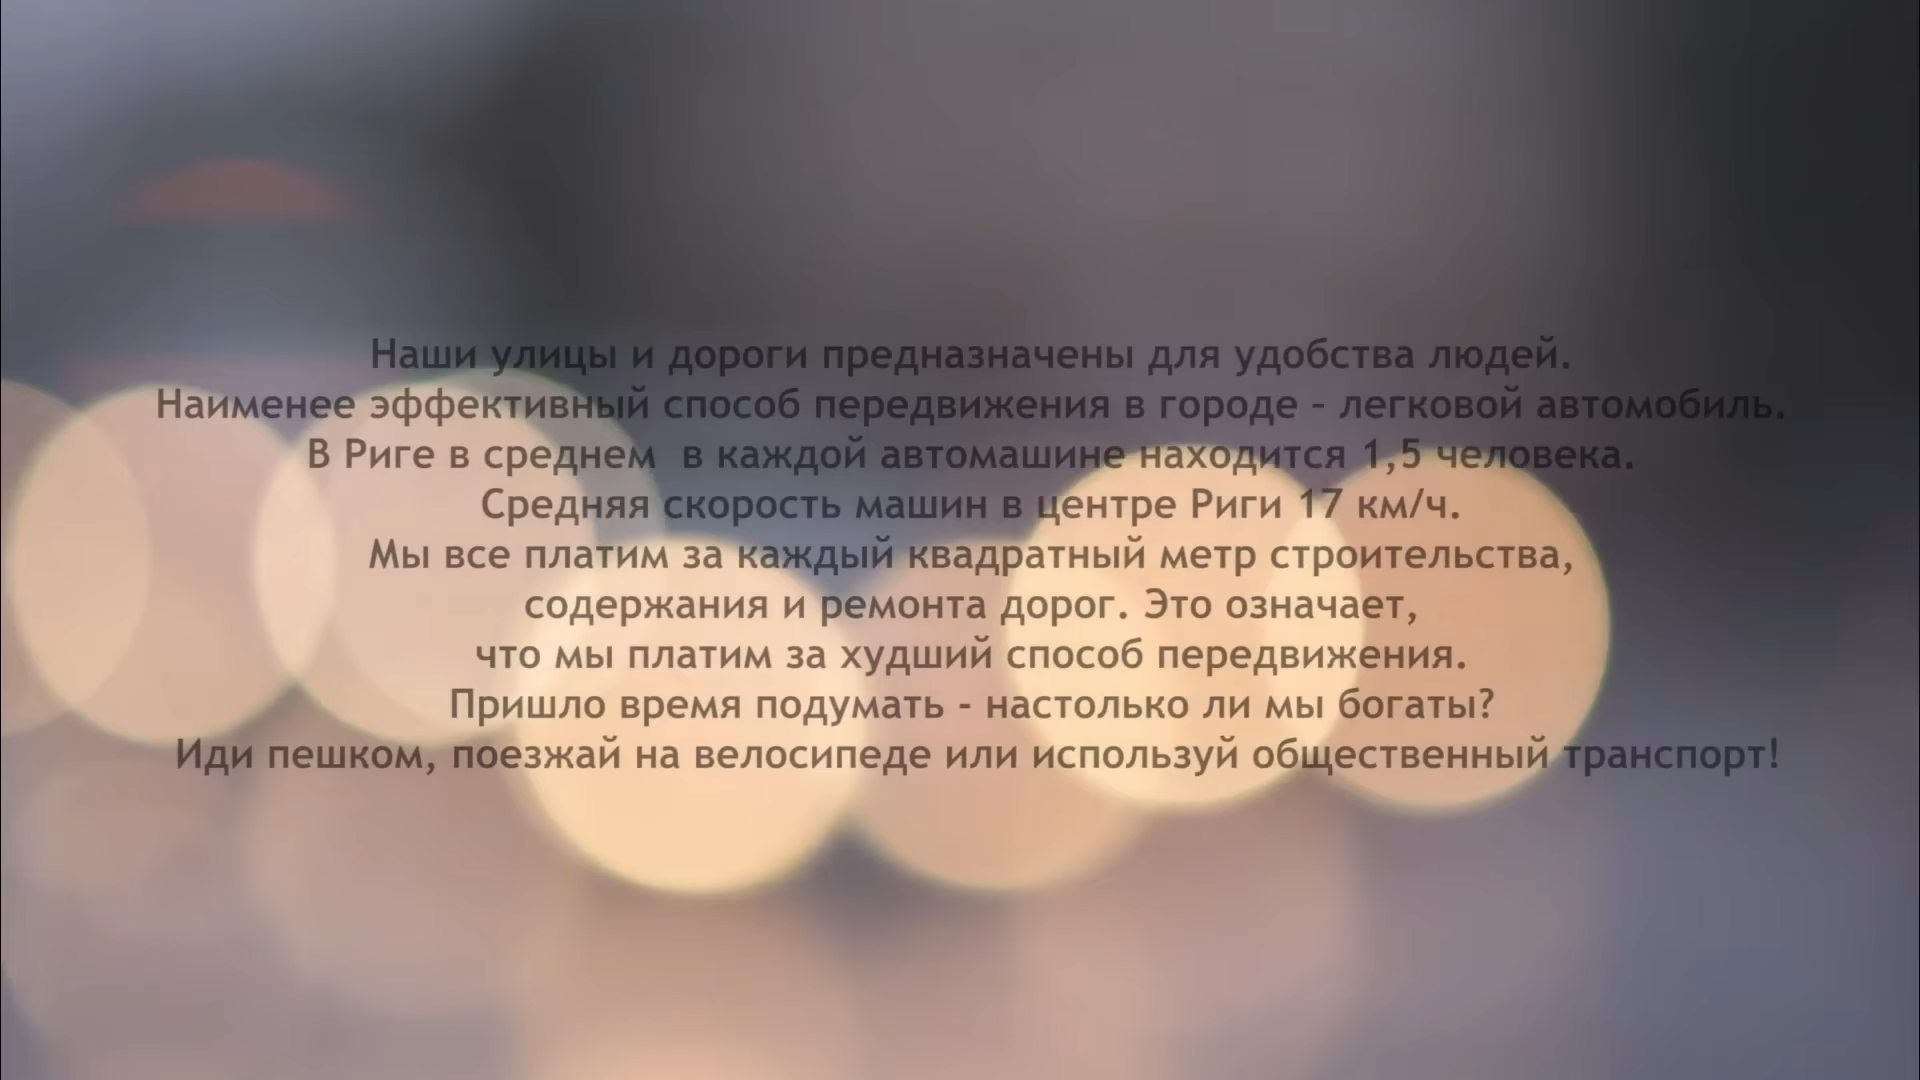 Наши улицы и дороги предназначены для удобства людей.
Наименее эффективный способ передвижения в городе – легковой автомобиль.
В Риге в среднем  в каждой автомашине находится 1,5 человека.
Средняя скорость машин в центре Риги 17 км/ч.
Мы все платим за каждый квадратный метр строительства,
содержания и ремонта дорог. Это означает,
что мы платим за худший способ передвижения.
Пришло время подумать - настолько ли мы богаты?
Иди пешком, поезжай на велосипеде или используй общественный транспорт!